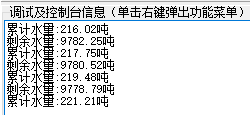 调试及控制台信息（单击右键弹出功能菜单）
累计水量:216.02吨
剩余水量:9782.25吨
累计水量:217.75吨
剩余水量:9780.52吨
累计水量:219.48吨
剩余水量:9778.79吨
累计水量:221.21吨